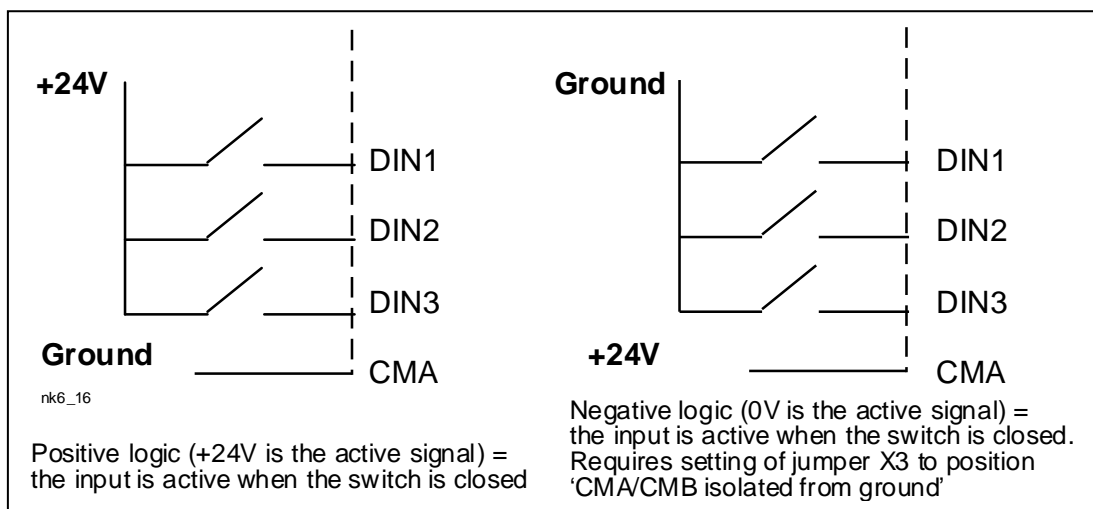 +24V
DIN1
DIN2
DIN3
Ground
CMA
nk6_16
Positive logic (+24V is the active signal) =
the input is active when the switch is closed
Ground
DIN1
DIN2
DIN3
+24V
CMA
Negative logic (0V is the active signal) =
the input is active when the switch is closed.
Requires setting of jumper X3 to position
‘CMA/CMB isolated from ground’